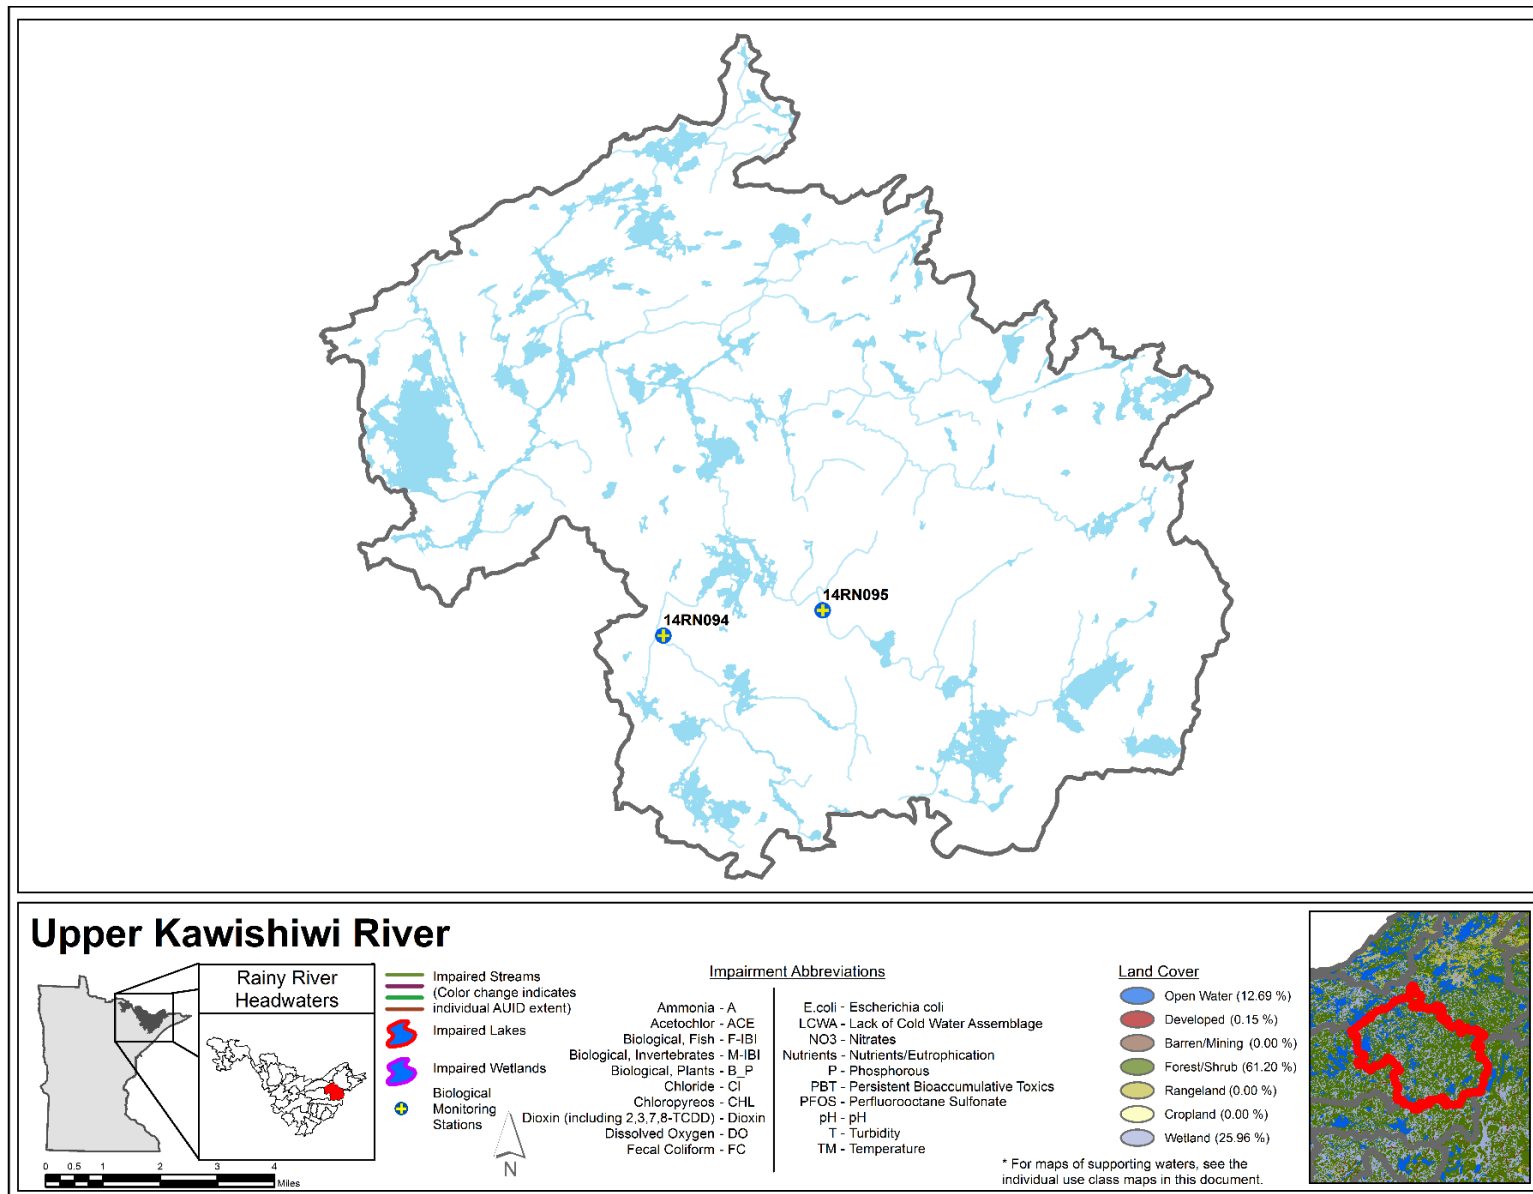 14RN095
14RN094
Upper Kawishiwi River
Rainy River
Headwaters
0 0.5 1 2 3 4
Miles
Impaired Streams
(Color change indicates
individual AUID extent)
Impaired Lakes
Impaired Wetlands
Biological
Monitoring
Stations
N
Impairment Abbreviations
Ammonia - A
Acetochlor - ACE
Biological, Fish - F-IBI
Biological, Invertebrates - M-IBI
Biological, Plants - B_P
Chloride - Cl
Chloropyreos - CHL
Dioxin (including 2,3,7,8-TCDD) - Dioxin
Dissolved Oxygen - DO
Fecal Coliform - FC
E.coli - Escherichia coli
LCWA - Lack of Cold Water Assemblage
NO3 - Nitrates
Nutrients - Nutrients/Eutrophication
P - Phosphorous
PBT - Persistent Bioaccumulative Toxics
PFOS - Perfluorooctane Sulfonate
pH - pH
T - Turbidity
TM - Temperature
Land Cover
Open Water (12.69 %)
Developed (0.15 %)
Barren/Mining (0.00 %)
Forest/Shrub (61.20 %)
Rangeland (0.00 %)
Cropland (0.00 %)
Wetland (25.96 %)
* For maps of supporting waters, see the
individual use class maps in this document.